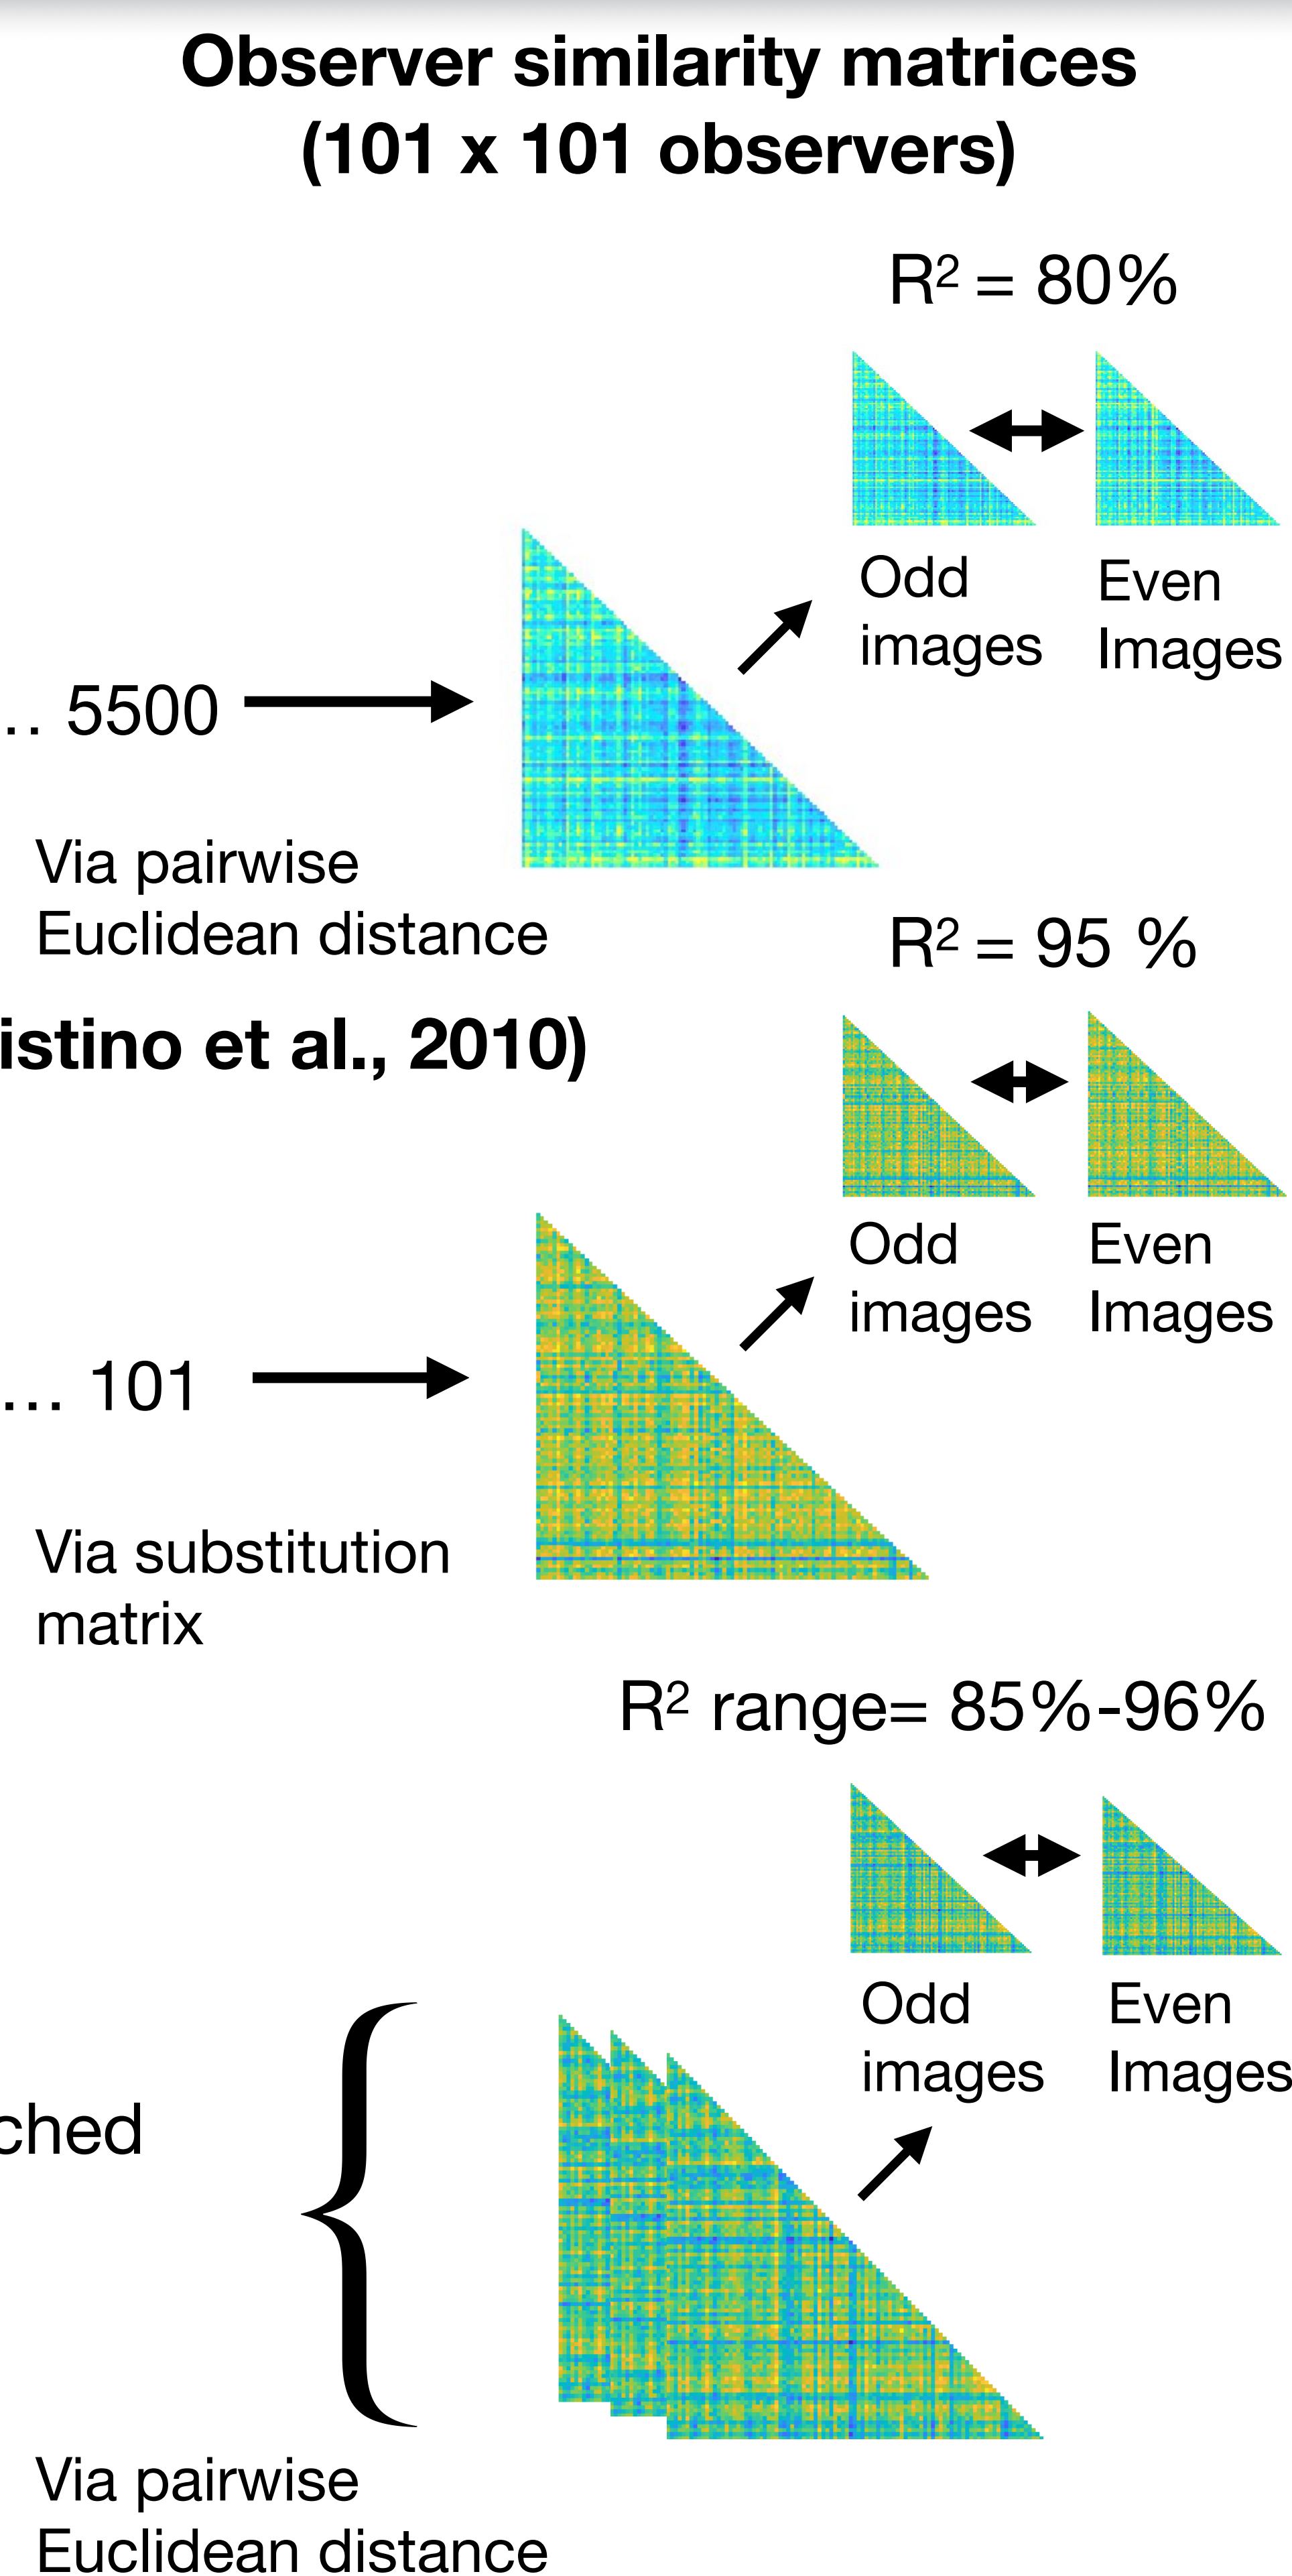 Observer similarity matrices
(101 x 101 observers)
R² = 80%
Odd
images
Even
Images
.. 5500
Via pairwise
Euclidean distance
R² = 95 %
istino et al., 2010)
Odd
images
Even
Images
... 101
Via substitution
matrix
R² range= 85%-96%
Odd
images
Even
Images
ched
Via pairwise
Euclidean distance